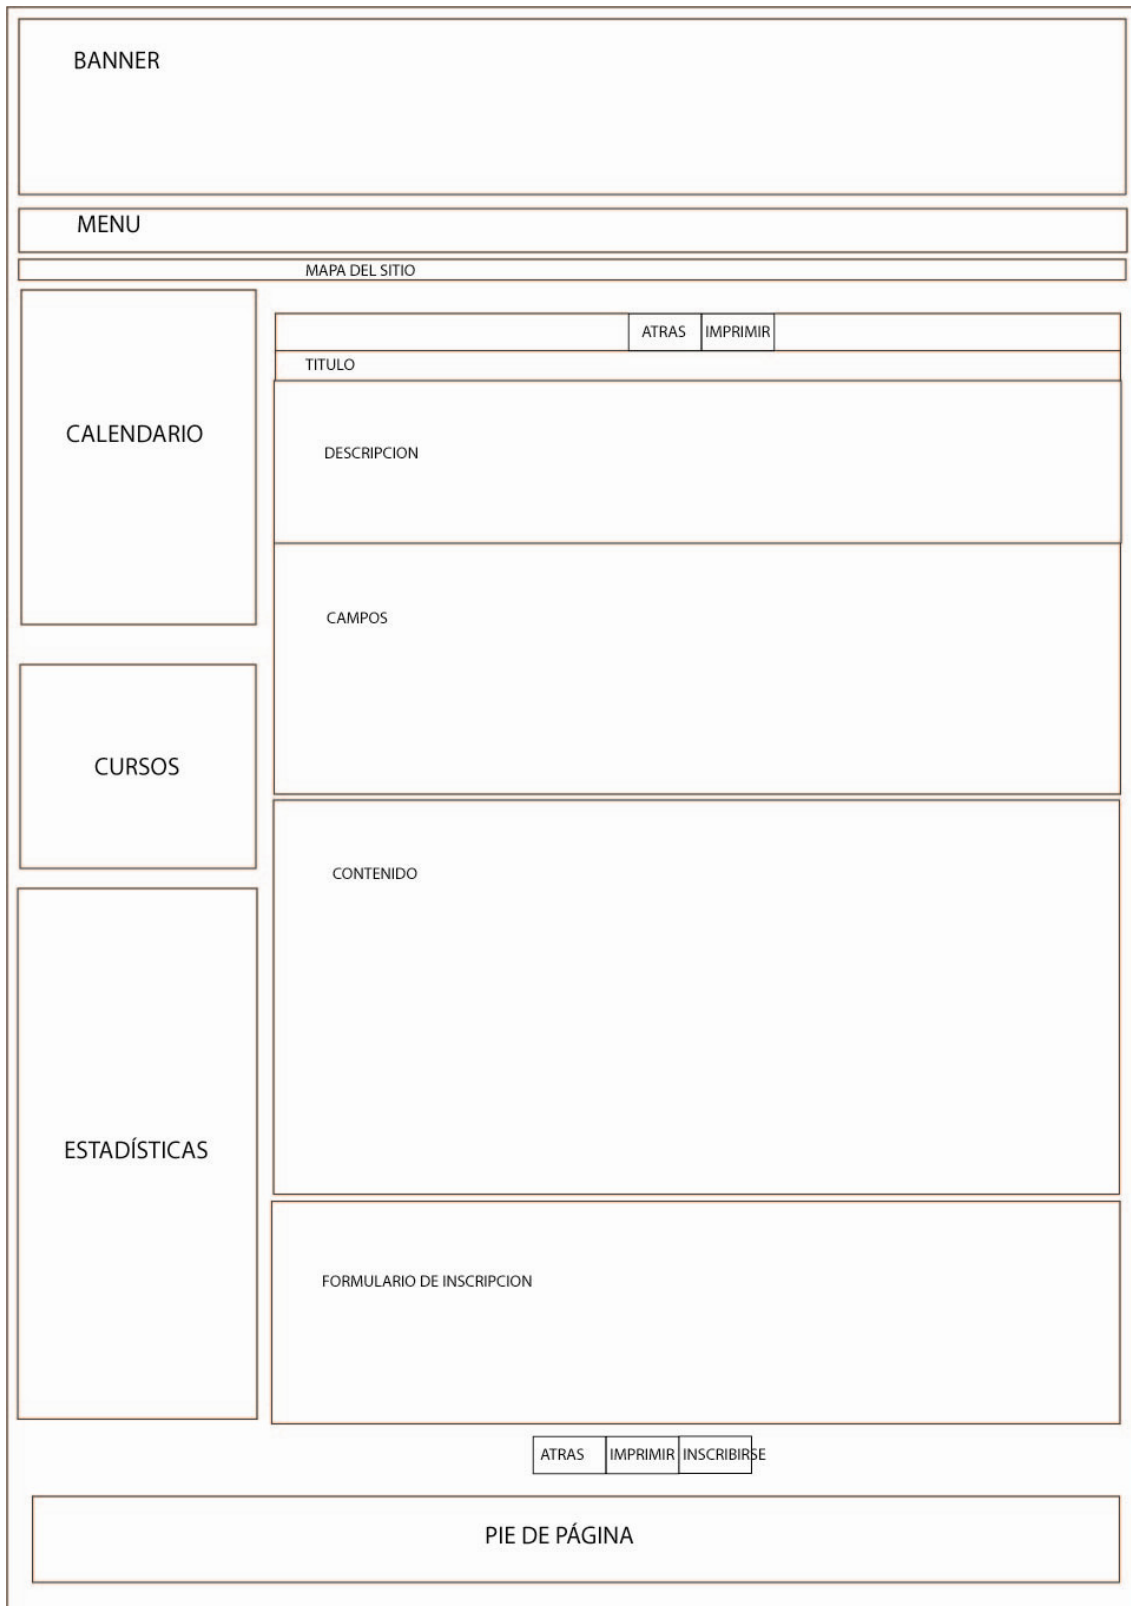 BANNER
MENU
MAPA DEL SITIO
CALENDARIO
CURSOS
ESTADÍSTICAS
ATRAS IMPRIMIR
TITULO
DESCRIPCION
CAMPOS
CONTENIDO
FORMULARIO DE INSCRIPCION
ATRAS IMPRIMIR INSCRIBIRSE
PIE DE PÁGINA